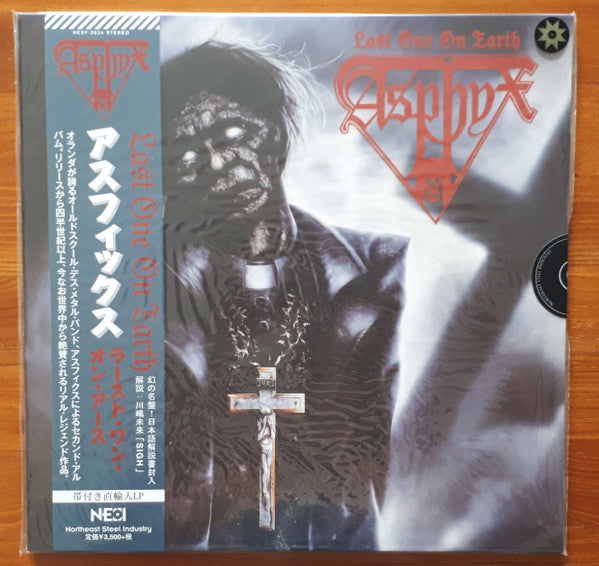 NESV-2034 STEREO
Asphyx
アスフィックス
Last One On Earth
ラースト・ワン・
オン・アース
オランダが誇るオールドスクール・デス・メタル・バンド、アスフィクスによるセカンド・アル
バム。リリースから四半世紀以上、今なお世界中から絶賛されるリアル・レジェンド作品。
幻の名盤!日本語解説書封入
解説:川嶋未来「SIGH」
帯付き直輸入LP
NESI
Northeast Steel Industry
定価¥3,500+税
Last One On Earth
Asphyx